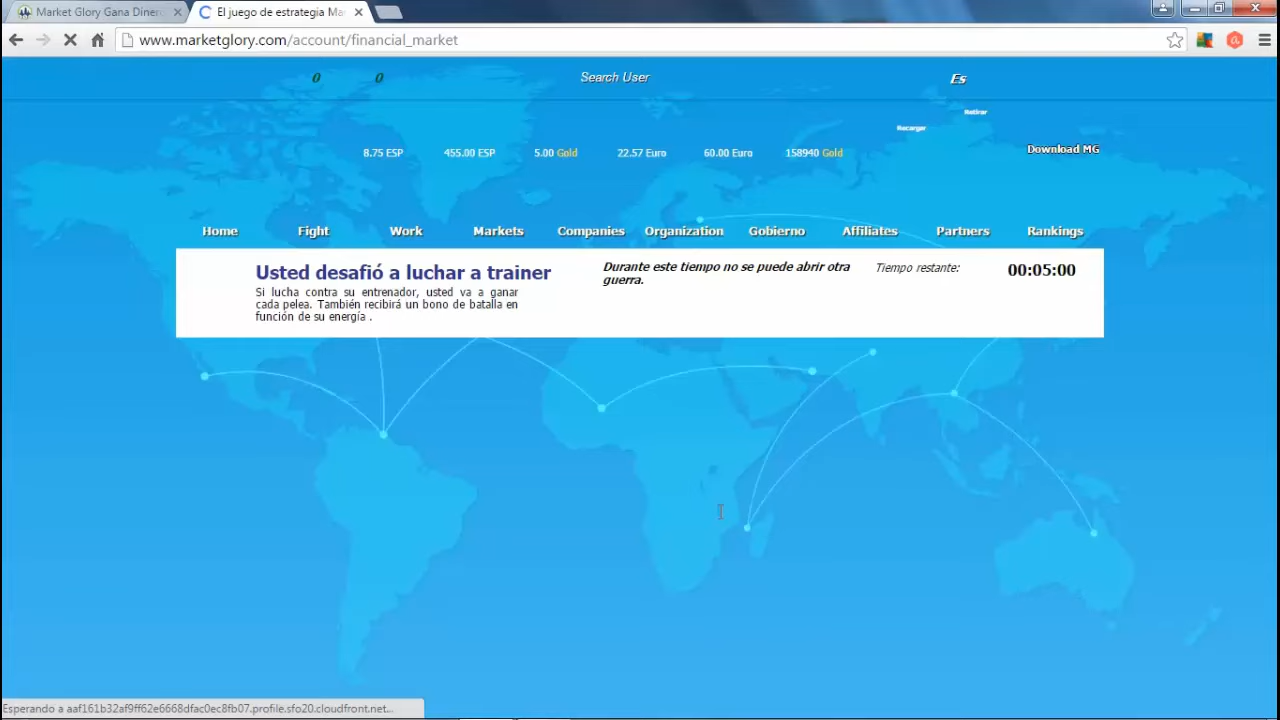 Market Glory Gana Dinero
El juego de estrategia Ma
www.marketglory.com/account/financial_market
0 0 Search User Es
Retirar
Recargar
8.75 ESP 455.00 ESP 5.00 Gold 22.57 Euro 60.00 Euro 158940 Gold Download MG
Home Fight Work Markets Companies Organization Gobierno Affiliates Partners Rankings
Usted desafió a luchar a trainer
Si lucha contra su entrenador, usted va a ganar
cada pelea. También recibirá un bono de batalla en
función de su energía .
Durante este tiempo no se puede abrir otra
guerra.
Tiempo restante: 00:05:00
Esperando a aaf161b32af9ff62e6668dfac0ec8fb07.profile.sfo20.cloudfront.net...